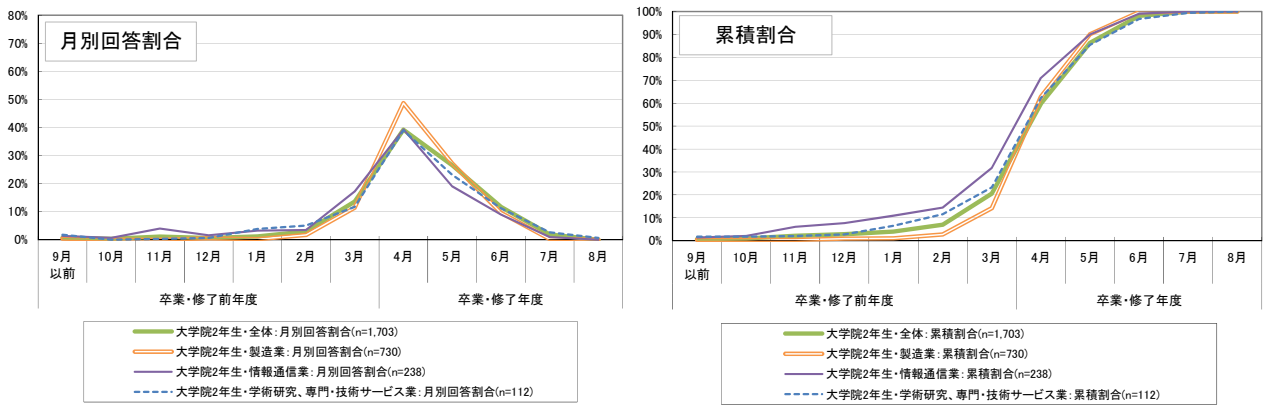 月別回答割合
80%
70%
60%
50%
40%
30%
20%
10%
0%
9月 10月 11月 12月 1月 2月 3月 4月 5月 6月 7月 8月
以前
卒業・修了前年度 卒業・修了年度
大学院2年生・全体:月別回答割合(n=1,703)
大学院2年生・製造業:月別回答割合(n=730)
大学院2年生・情報通信業:月別回答割合(n=238)
大学院2年生・学術研究、専門・技術サービス業:月別回答割合(n=112)
累積割合
100%
90%
80%
70%
60%
50%
40%
30%
20%
10%
0%
9月 10月 11月 12月 1月 2月 3月 4月 5月 6月 7月 8月
以前
卒業・修了前年度 卒業・修了年度
大学院2年生・全体:累積割合(n=1,703)
大学院2年生・製造業:累積割合(n=730)
大学院2年生・情報通信業:累積割合(n=238)
大学院2年生・学術研究、専門・技術サービス業:累積割合(n=112)